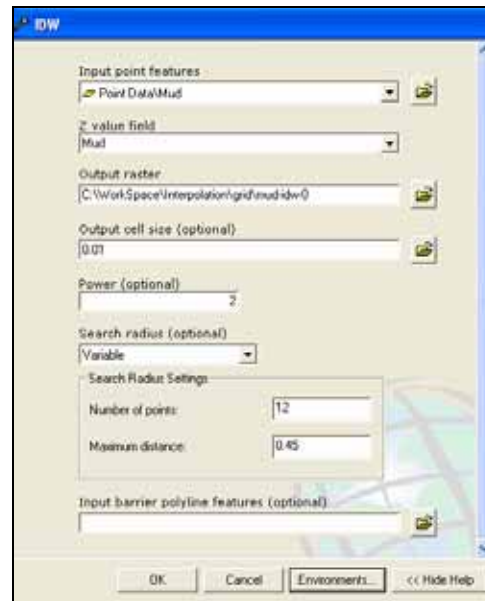 IDW
Input point features
Point Data\Mud
Z value field
Mud
Output raster
C:\WorkSpace\Interpolation\grid\mud-idw-0
Output cell size (optional)
0.01
Power (optional)
2
Search radius (optional)
Variable
Search Radius Settings
Number of points:
12
Maximum distance:
0.45
Input barrier polyline features (optional)
OK
Cancel
Environments...
<< Hide Help